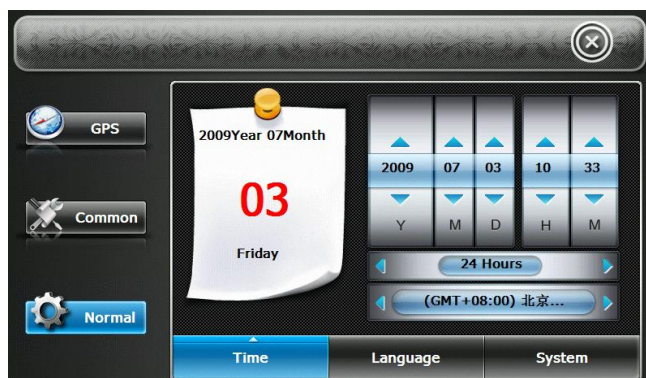 GPS
Common
Normal
2009Year 07Month
03
Friday
2009 07 03 10 33
Y M D H M
24 Hours
(GMT+08:00) 北京...
Time Language System